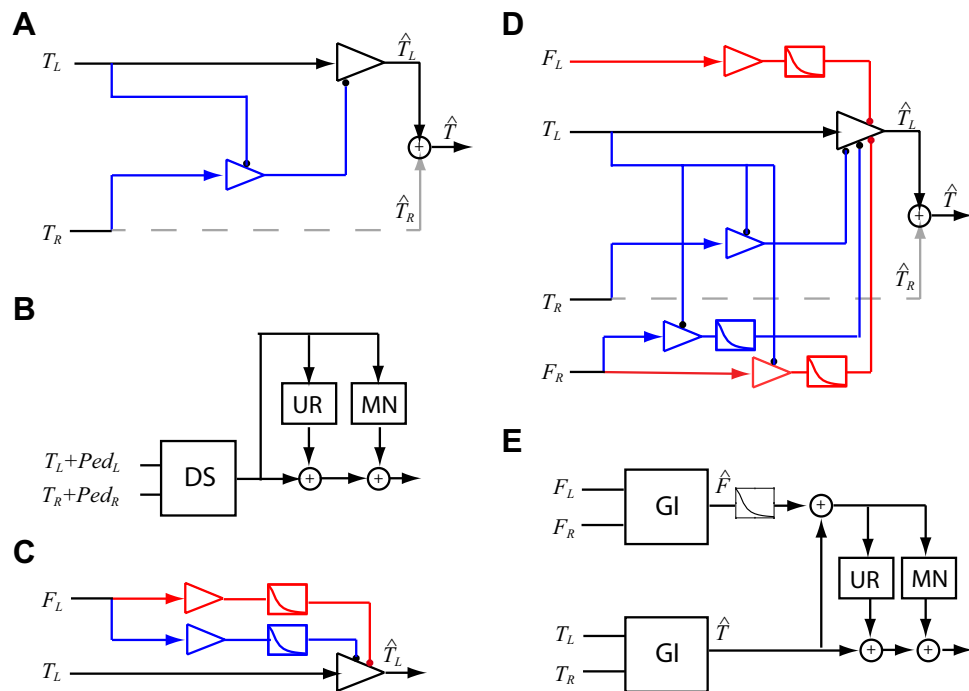 A
T_L
T̂_L
+
T̂
T̂_R
T_R
B
UR
MN
T_L+Ped_L
T_R+Ped_R
DS
+
+
C
F_L
T_L
T̂_L
D
F_L
T_L
T̂_L
T̂
+
T̂_R
T_R
F_R
E
F_L
F_R
GI
F̂
+
UR
MN
T_L
T_R
GI
T̂
+
+